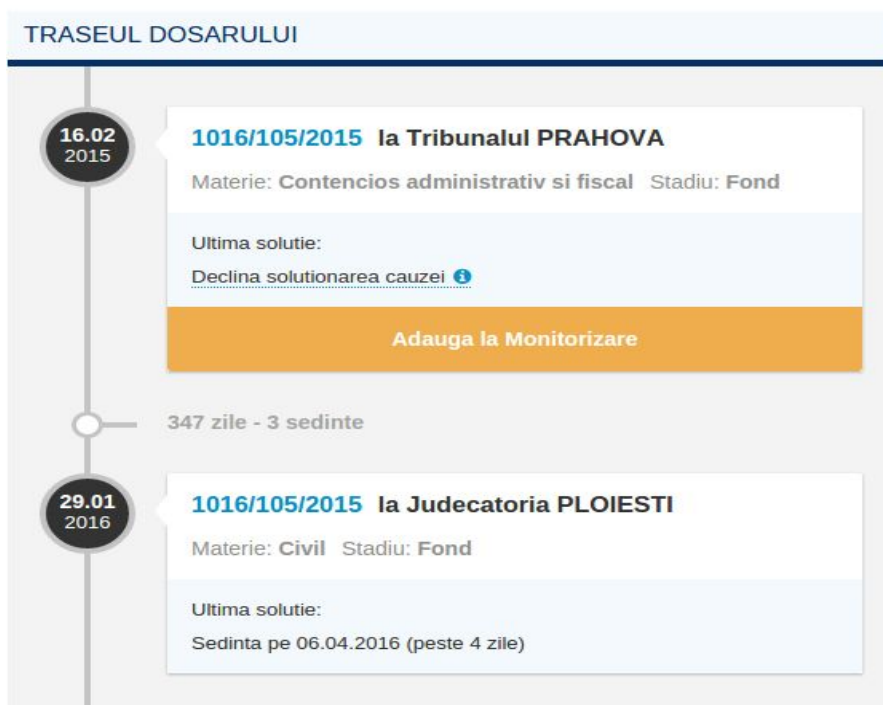 TRASEUL DOSARULUI
16.02
2015
1016/105/2015 la Tribunalul PRAHOVA
Materie: Contencios administrativ si fiscal Stadiu: Fond
Ultima solutie:
Declina solutionarea cauzei
Adauga la Monitorizare
347 zile - 3 sedinte
29.01
2016
1016/105/2015 la Judecatoria PLOIESTI
Materie: Civil Stadiu: Fond
Ultima solutie:
Sedinta pe 06.04.2016 (peste 4 zile)